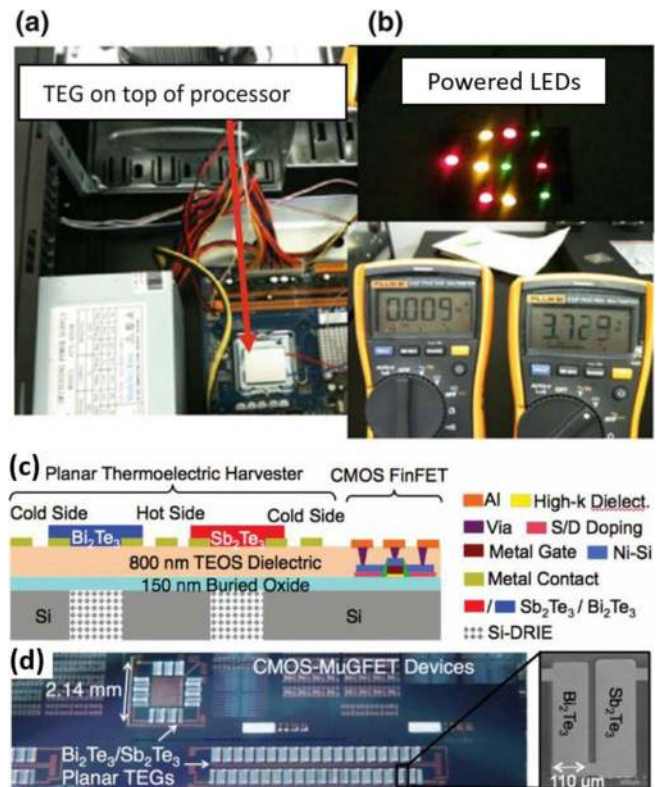 (a)
TEG on top of processor
(b)
Powered LEDs
FLUKE
0.009
FLUKE
3.729
(c)
Planar Thermoelectric Harvester
CMOS FinFET
Cold Side Hot Side Cold Side
Bi2Te3
Sb2Te3
800 nm TEOS Dielectric
150 nm Buried Oxide
Si
Si
Al
High-k Dielect.
Via
S/D Doping
Metal Gate
Ni-Si
Metal Contact
/ Sb2Te3 / Bi2Te3
Si-DRIE
(d)
CMOS-MuGFET Devices
2.14 mm
Bi2Te3/Sb2Te3
Planar TEGs
Bi2Te3
Sb2Te3
110 um